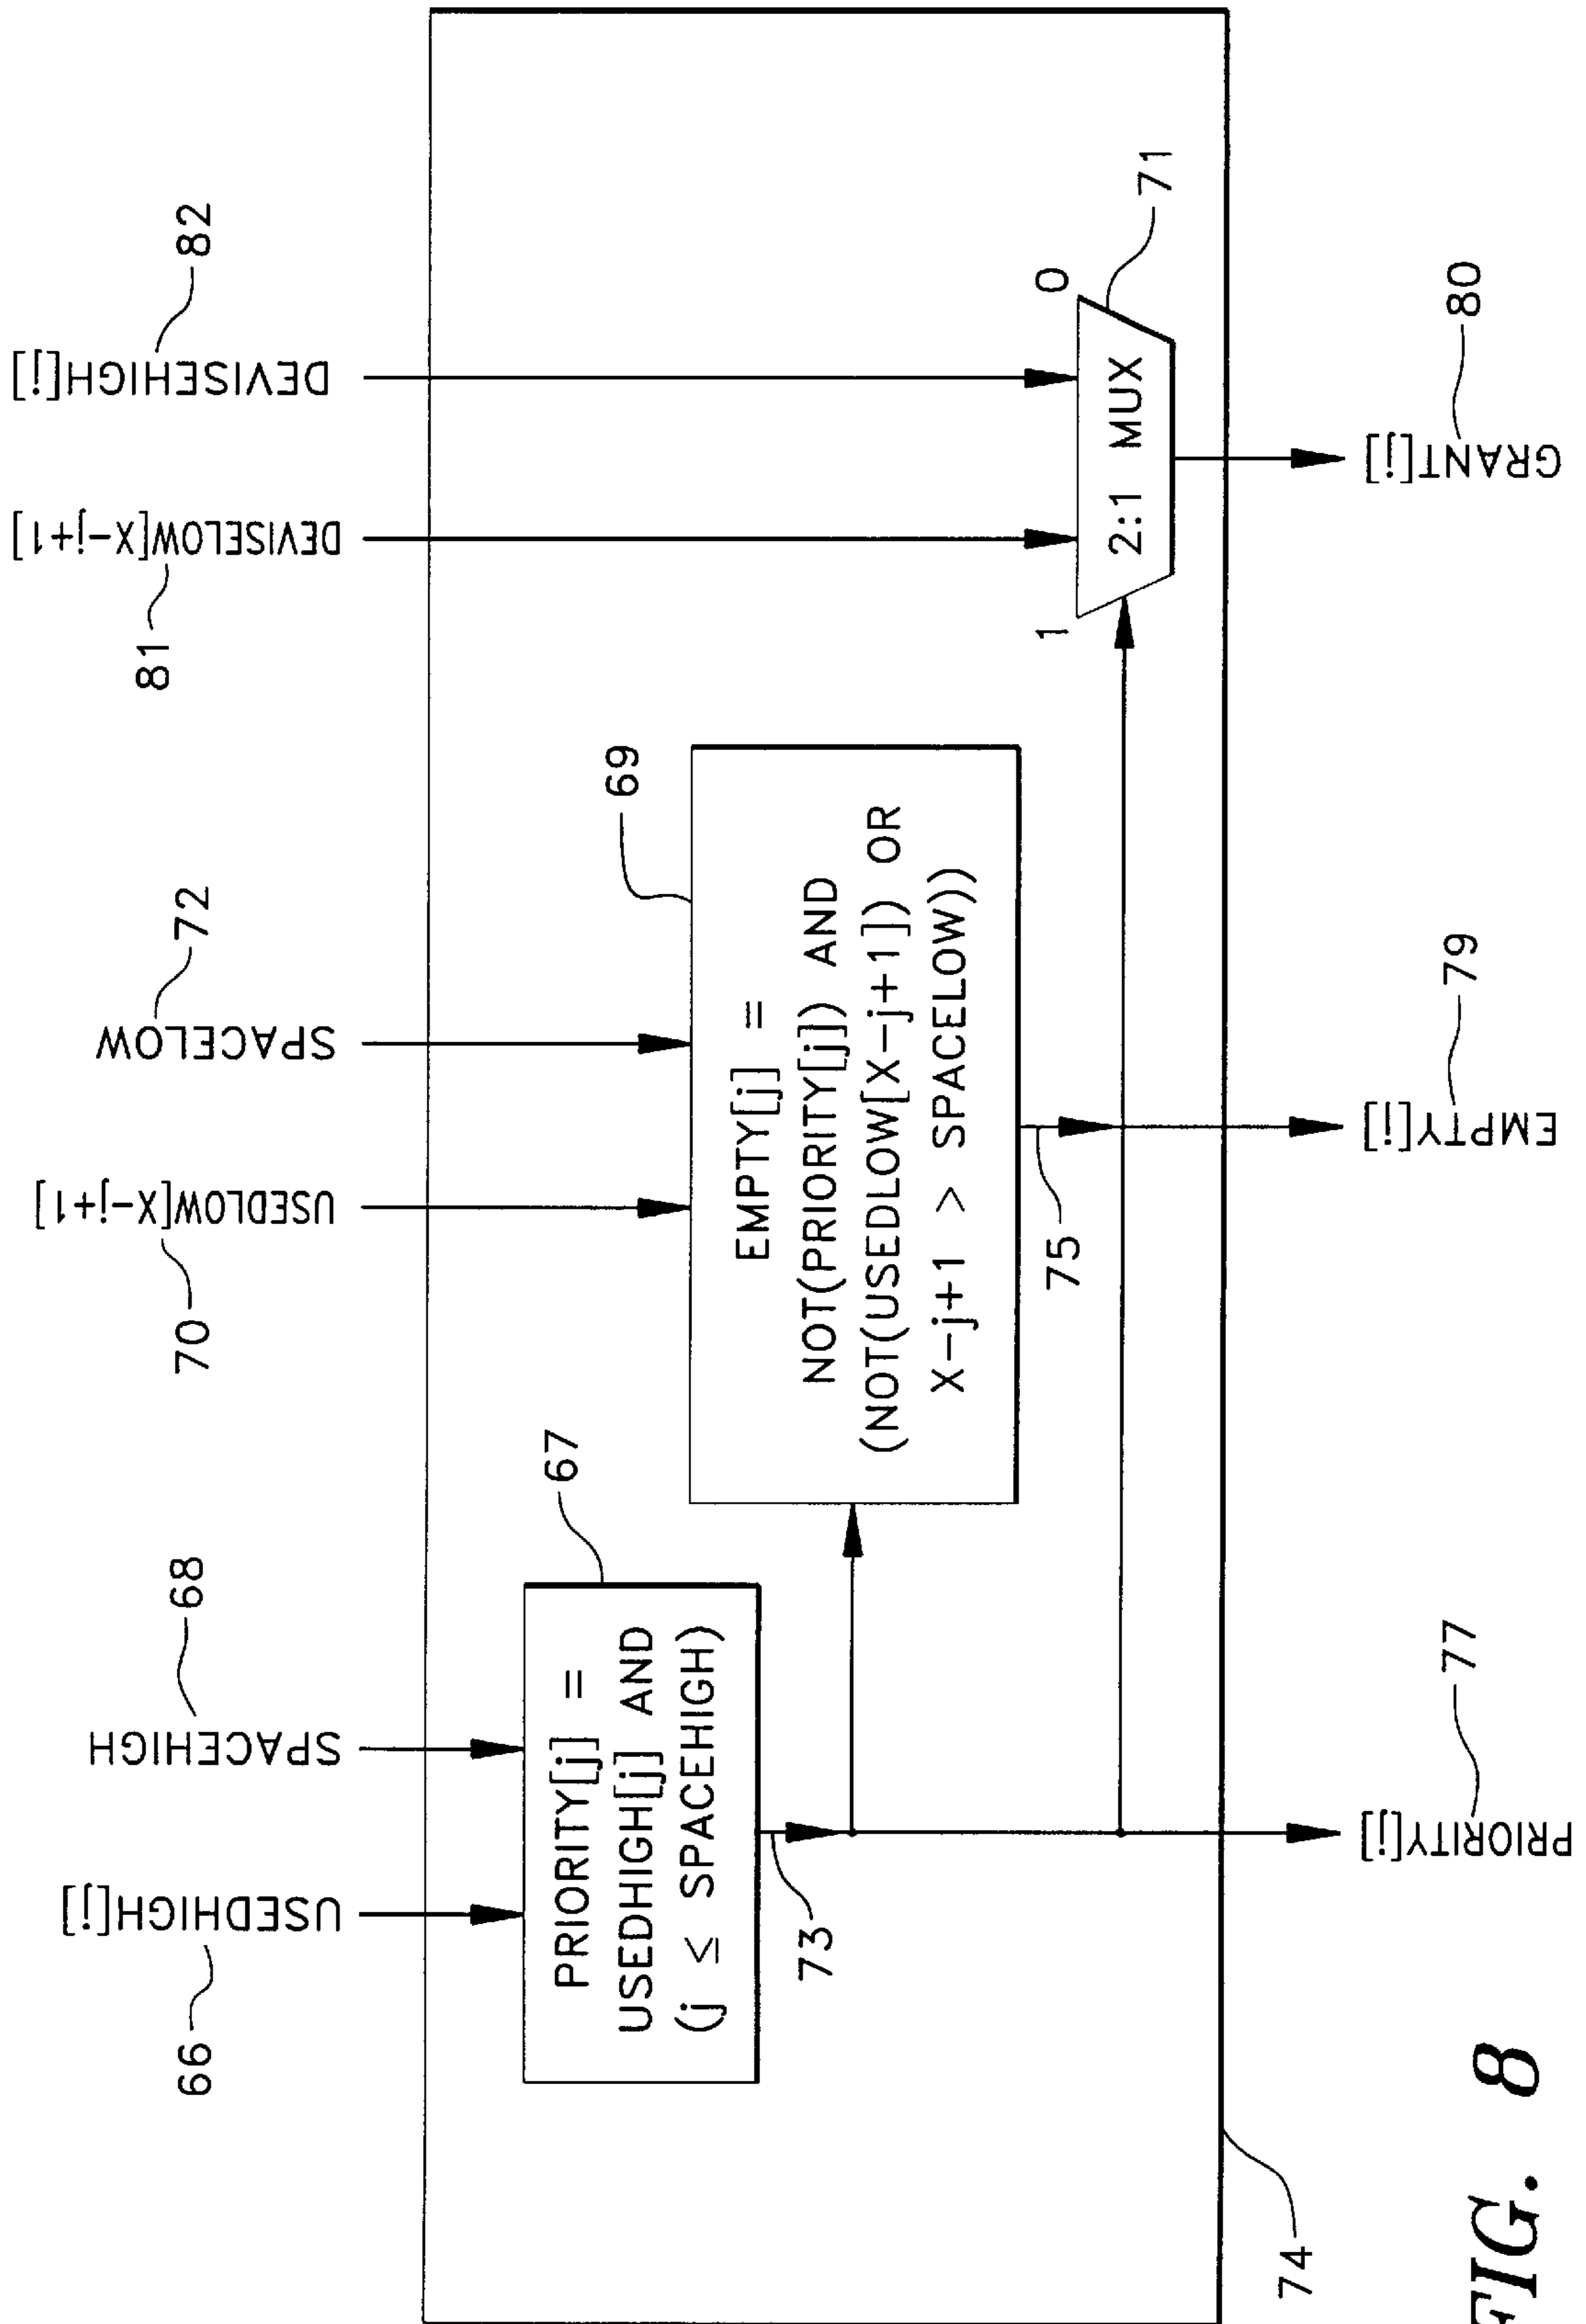 66
USEDHIGH[j]
SPACEHIGH
68
70
USEDLOW[X-j+1]
SPACELOW
72
81
DEVISELOW[X-j+1]
DEVISEHIGH[j]
82
PRIORITY[j] =
USEDHIGH[j] AND
(j ≤ SPACEHIGH)
67
EMPTY[j] =
NOT(PRIORITY[j]) AND
(NOT(USEDLOW[X-j+1]) OR
X-j+1 > SPACELOW))
69
1
0
2:1 MUX
71
73
75
74
PRIORITY[j]
77
EMPTY[j]
79
GRANT[j]
80
FIG. 8